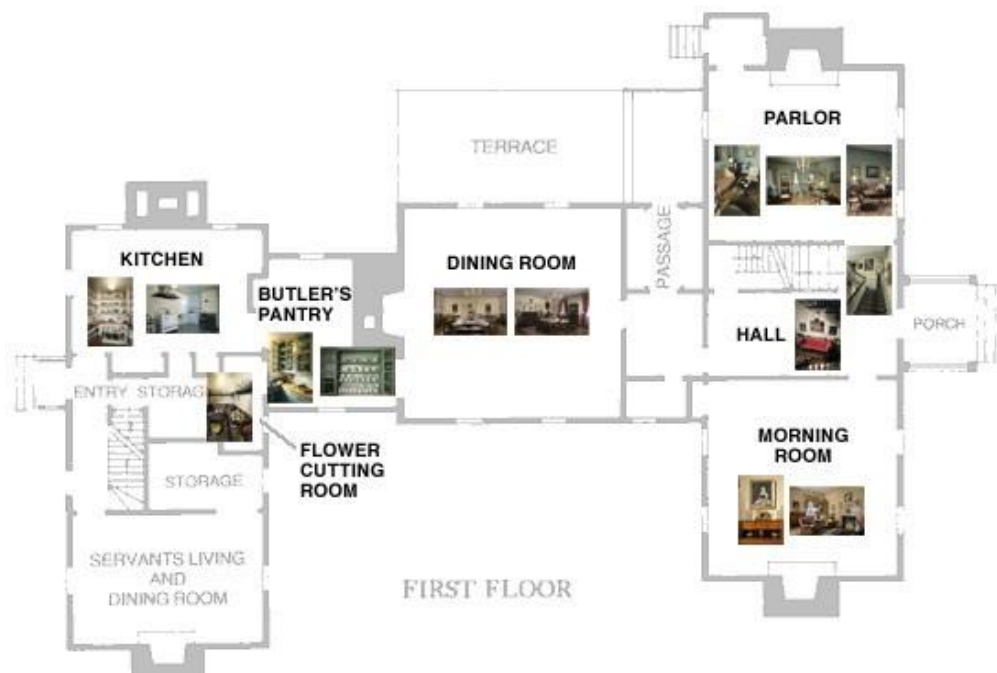 PARLOR
TERRACE
PASSAGE
KITCHEN
DINING ROOM
BUTLER'S
PANTRY
HALL
PORCH
ENTRY
STORAGE
FLOWER
CUTTING
ROOM
MORNING
ROOM
STORAGE
SERVANTS LIVING
AND
DINING ROOM
FIRST FLOOR